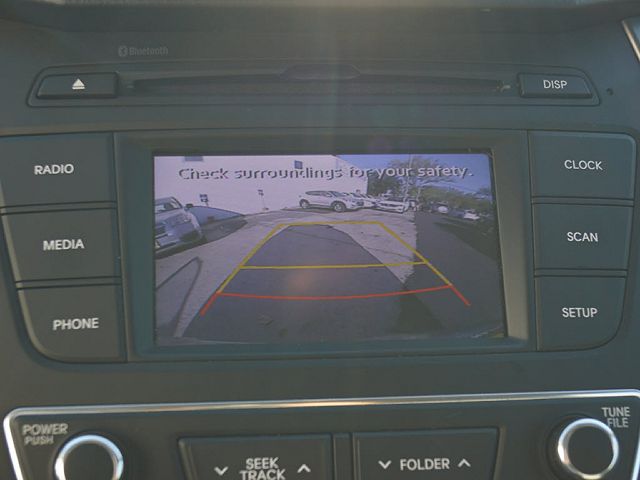 Bluetooth
DISP
RADIO
MEDIA
PHONE
Check surroundings for your safety.
CLOCK
SCAN
SETUP
POWER
PUSH
SEEK
TRACK
FOLDER
TUNE
FILE